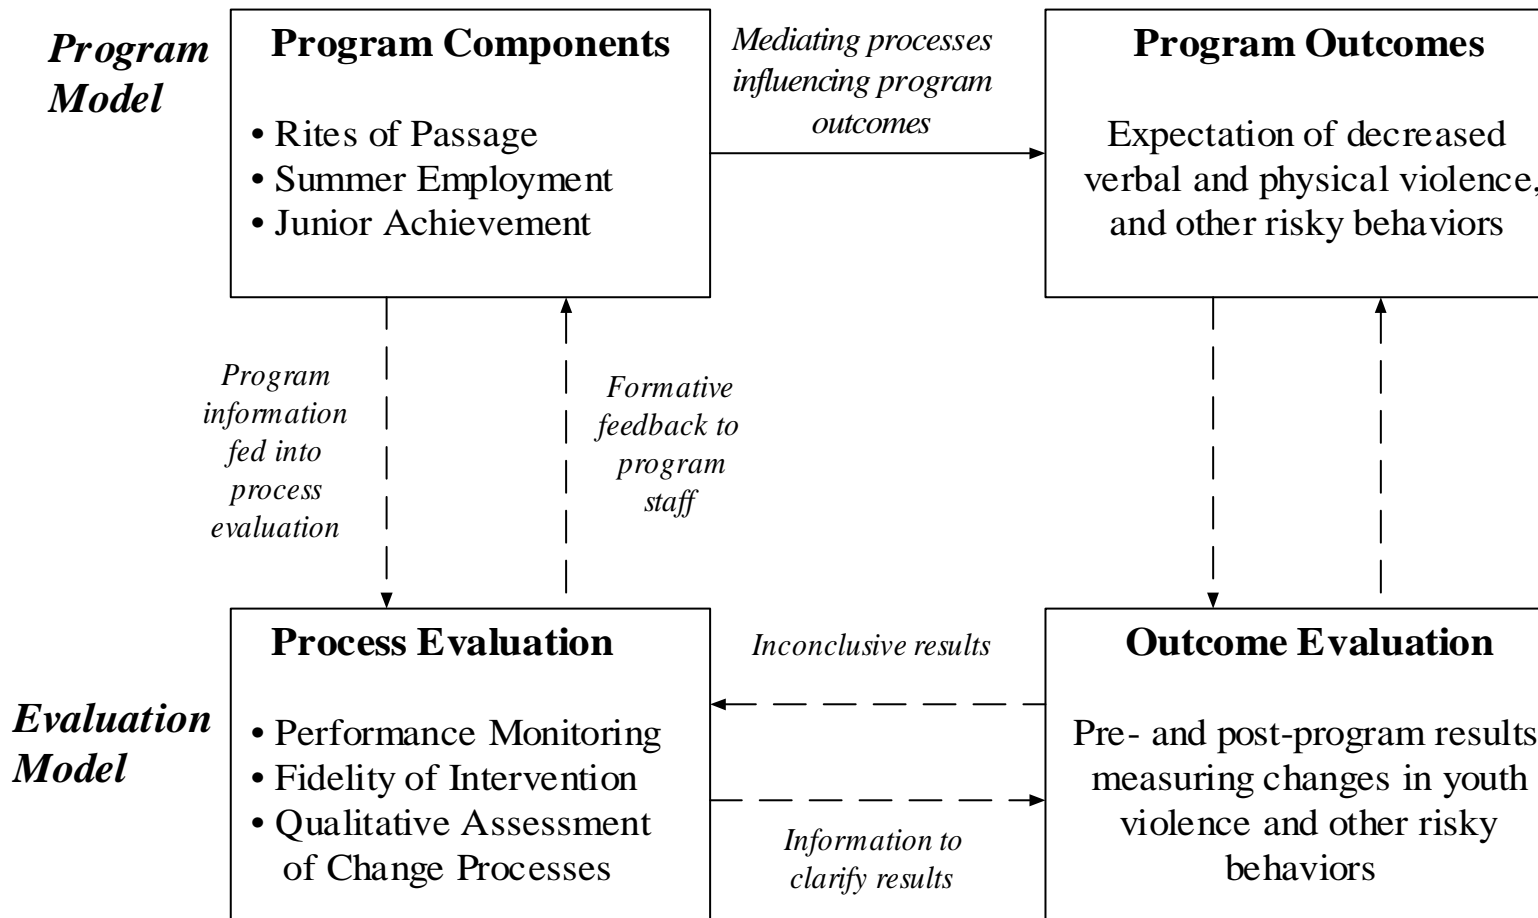 Program
Model
Program Components
• Rites of Passage
• Summer Employment
• Junior Achievement
Mediating processes
influencing program
outcomes
Program Outcomes
Expectation of decreased
verbal and physical violence,
and other risky behaviors
Program
information
fed into
process
evaluation
Formative
feedback to
program
staff
Evaluation
Model
Process Evaluation
• Performance Monitoring
• Fidelity of Intervention
• Qualitative Assessment
of Change Processes
Inconclusive results
Information to
clarify results
Outcome Evaluation
Pre- and post-program results
measuring changes in youth
violence and other risky
behaviors